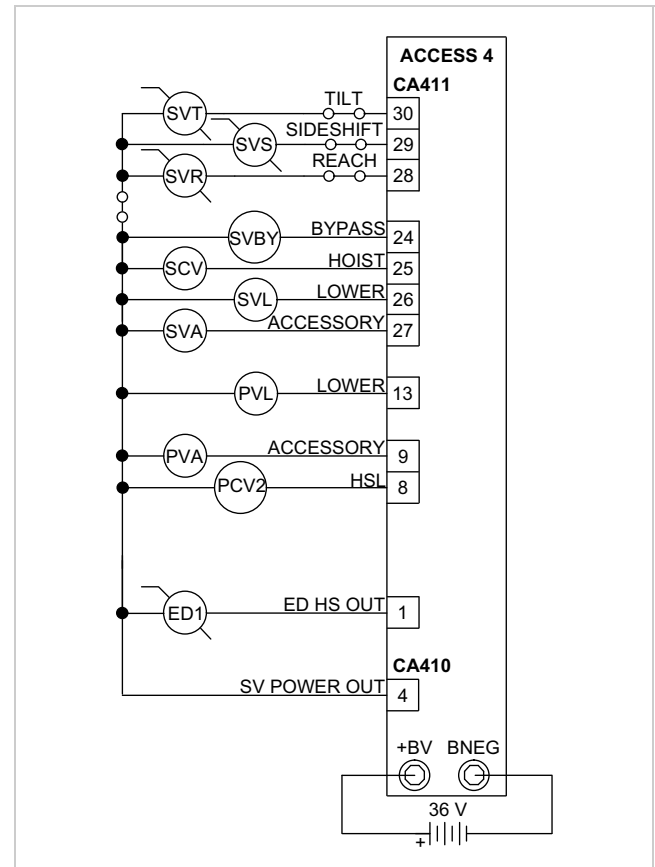 ACCESS 4
CA411
SVT TILT 30
SVS SIDESHIFT 29
SVR REACH 28
SVBY BYPASS 24
SCV HOIST 25
SVL LOWER 26
SVA ACCESSORY 27
PVL LOWER 13
PVA ACCESSORY 9
PCV2 HSL 8
ED1 ED HS OUT 1
CA410
SV POWER OUT 4
+BV BNEG
36 V
+